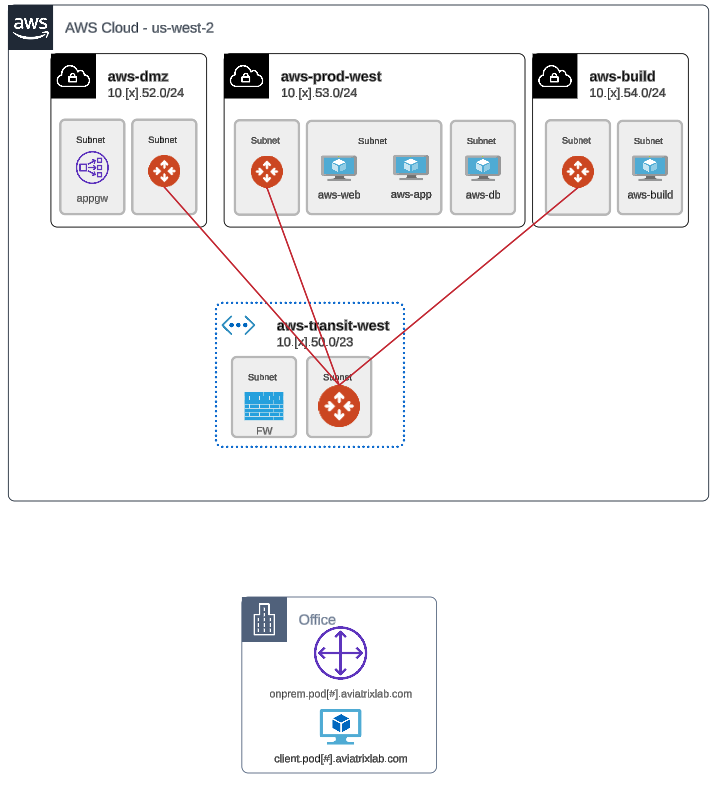 aws
AWS Cloud - us-west-2
aws-dmz
10.[x].52.0/24
Subnet
appgw
Subnet
aws-prod-west
10.[x].53.0/24
Subnet
Subnet
aws-web
aws-app
Subnet
aws-db
aws-build
10.[x].54.0/24
Subnet
Subnet
aws-build
aws-transit-west
10.[x].50.0/23
Subnet
FW
Subnet
Office
onprem.pod[#].aviatrixlab.com
client.pod[#].aviatrixlab.com